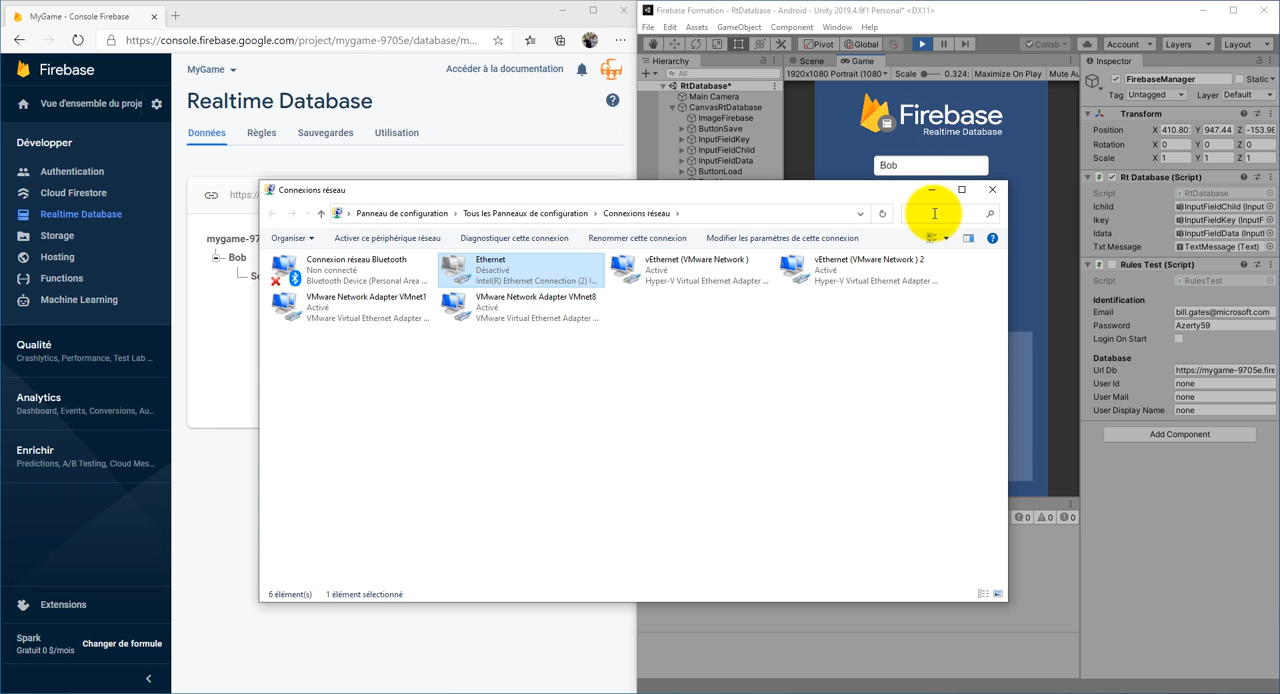 MyGame - Console Firebase
https://console.firebase.google.com/project/mygame-9705e/database/m...
Firebase
Vue d'ensemble du proje
Développer
Authentication
Cloud Firestore
Realtime Database
Storage
Hosting
Functions
Machine Learning
Qualité
Crashlytics, Performance, Test Lab ...
Analytics
Dashboard, Events, Conversions, Au...
Enrichir
Predictions, A/B Testing, Cloud Mes...
Extensions
Spark
Gratuit 0 $/mois
Changer de formule
MyGame
Accéder à la documentation
Realtime Database
Données
Règles
Sauvegardes
Utilisation
https:/
mygame-97
Bob
Connexions réseau
Panneau de configuration
Tous les Panneaux de configuration
Connexions réseau
Organiser
Activer ce périphérique réseau
Diagnostiquer cette connexion
Renommer cette connexion
Modifier les paramètres de cette connexion
Connexion réseau Bluetooth
Non connecté
Bluetooth Device (Personal Area ...
Ethernet
Désactivé
Intel(R) Ethernet Connection (2) I...
vEthernet (VMware Network )
Activé
Hyper-V Virtual Ethernet Adapter ...
vEthernet (VMware Network ) 2
Activé
Hyper-V Virtual Ethernet Adapter ...
VMware Network Adapter VMnet1
Activé
VMware Virtual Ethernet Adapter ...
VMware Network Adapter VMnet8
Activé
VMware Virtual Ethernet Adapter ...
6 élément(s)
1 élément sélectionné
Firebase Formation - RtDatabase - Android - Unity 2019.4.9f1 Personal* <DX11>
File Edit Assets GameObject Component Window Help
Pivot Global Collab Account Layers Layout
Hierarchy
All
RtDatabase*
Main Camera
CanvasRtDatabase
ImageFirebase
ButtonSave
InputFieldKey
InputFieldChild
InputFieldData
ButtonLoad
Scene Game
1920x1080 Portrait (1080 Scale 0.324: Maximize On Play Mute Au
Firebase
Realtime Database
Bob
0 0 0
Inspector
FirebaseManager Static
Tag Untagged Layer Default
Transform
Position X 410.80: Y 947.44 Z -153.98
Rotation X 0 Y 0 Z 0
Scale X 1 Y 1 Z 1
Rt Database (Script)
Script RtDatabase
Ichild InputFieldChild (Input
Ikey InputFieldKey (InputF
Idata InputFieldData (InputI
Txt Message TextMessage (Text)
Rules Test (Script)
Script RulesTest
Identification
Email bill.gates@microsoft.com
Password Azerty59
Login On Start
Database
Url Db https://mygame-9705e.fire
User Id none
User Mail none
User Display Name none
Add Component